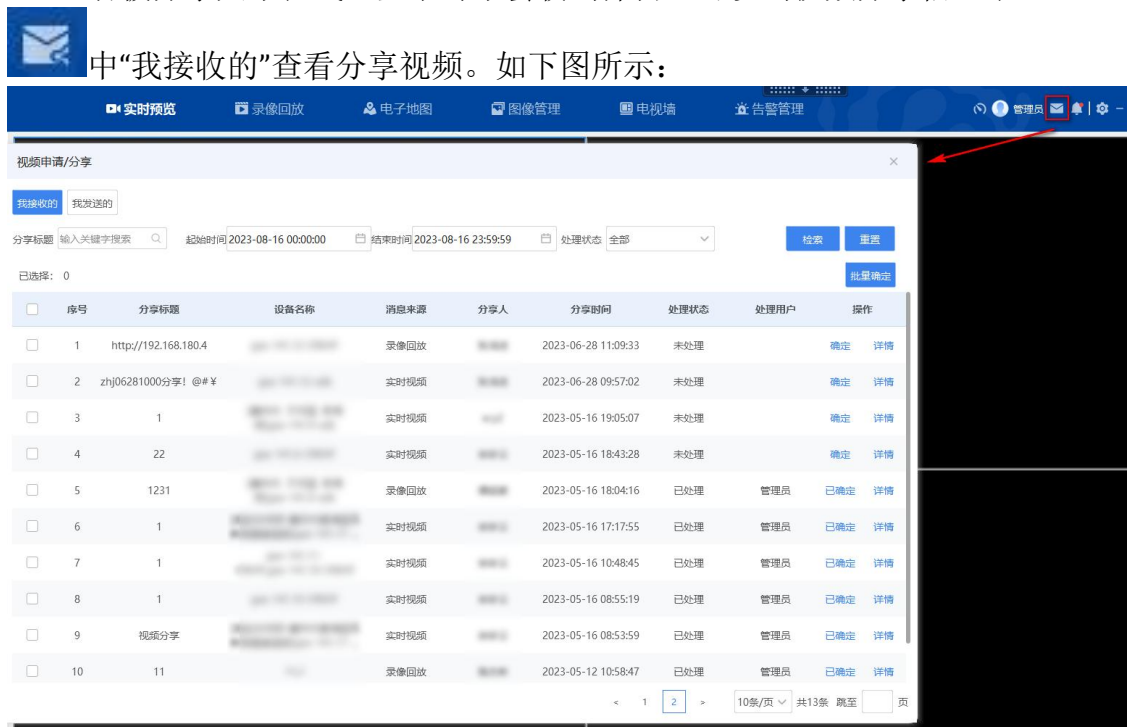 中“我接收的”查看分享视频。如下图所示：
实时预览 录像回放 电子地图 图像管理 电视墙 告警管理 管理员
视频申请/分享
我接收的 我发送的
分享标题 输入关键字搜索 起始时间 2023-08-16 00:00:00 结束时间 2023-08-16 23:59:59 处理状态 全部 检索 重置
已选择： 0 批量确定
序号 分享标题 设备名称 消息来源 分享人 分享时间 处理状态 处理用户 操作
1 http://192.168.180.4 录像回放 2023-06-28 11:09:33 未处理 确定 详情
2 zhj06281000分享！@#￥ 实时视频 2023-06-28 09:57:02 未处理 确定 详情
3 1 实时视频 2023-05-16 19:05:07 未处理 确定 详情
4 22 实时视频 2023-05-16 18:43:28 未处理 确定 详情
5 1231 录像回放 2023-05-16 18:04:16 已处理 管理员 已确定 详情
6 1 实时视频 2023-05-16 17:17:55 已处理 管理员 已确定 详情
7 1 实时视频 2023-05-16 10:48:45 已处理 管理员 已确定 详情
8 1 实时视频 2023-05-16 08:55:19 已处理 管理员 已确定 详情
9 视频分享 实时视频 2023-05-16 08:53:59 已处理 管理员 已确定 详情
10 11 录像回放 2023-05-12 10:58:47 已处理 管理员 已确定 详情
< 1 2 > 10条/页 共13条 跳至 页